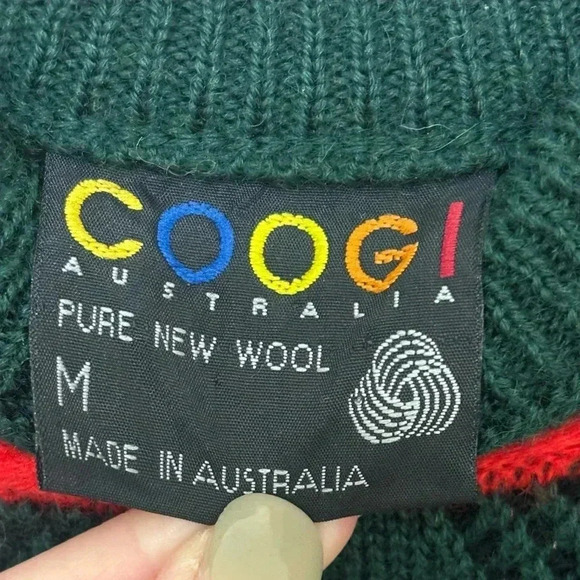 COOGI
AUSTRALIA
PURE NEW WOOL
M
MADE IN AUSTRALIA